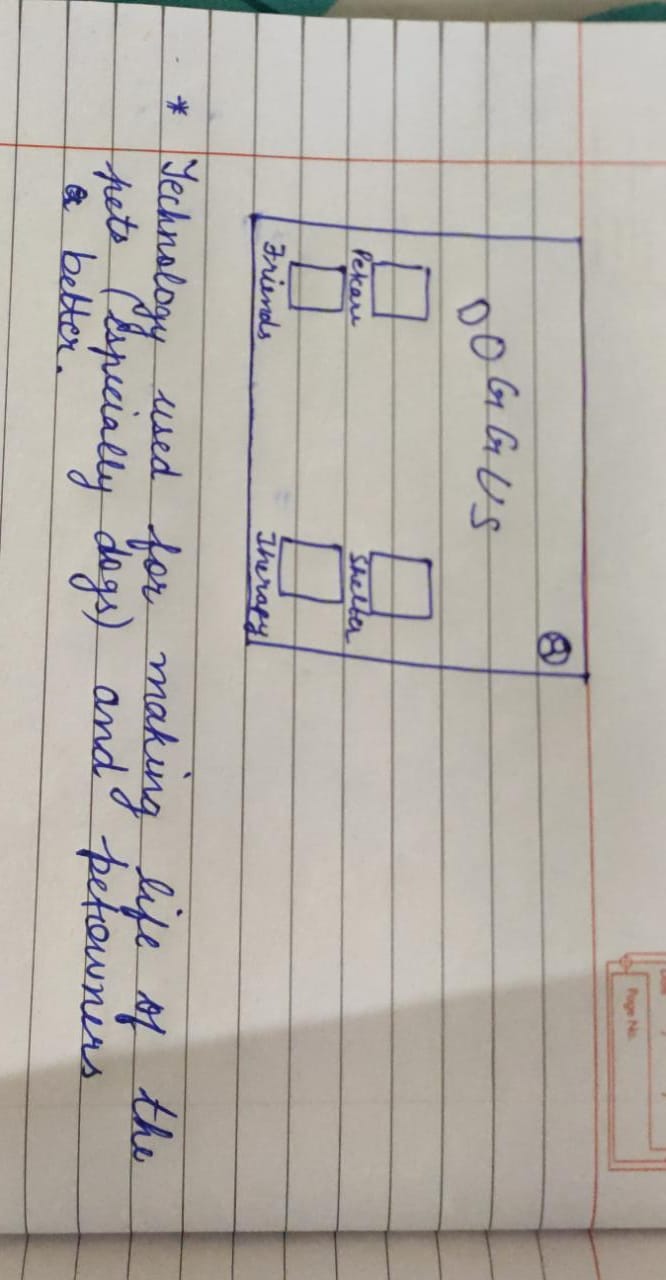 Page No.
DOGGUS
Shelter
Friends
Therapy
* Technology used for making life of the
pets (Especially dogs) and petowners
a better.